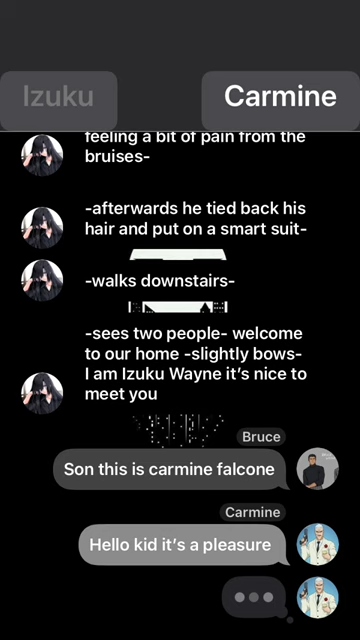 Izuku
Carmine
feeling a bit of pain from the
bruises-
-afterwards he tied back his
hair and put on a smart suit-
-walks downstairs-
-sees two people- welcome
to our home -slightly bows-
I am Izuku Wayne it’s nice to
meet you
Bruce
Son this is carmine falcone
Carmine
Hello kid it’s a pleasure